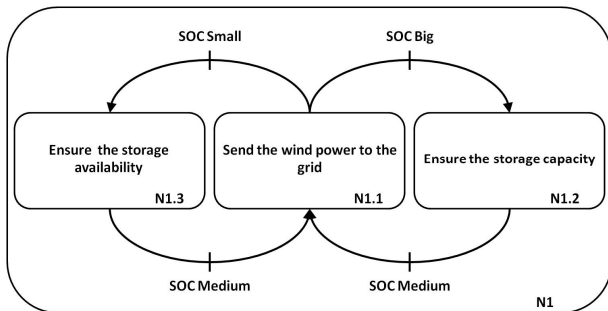 SOC Small
SOC Big
Ensure the storage
availability
N1.3
Send the wind power to the
grid
N1.1
Ensure the storage capacity
N1.2
SOC Medium
SOC Medium
N1